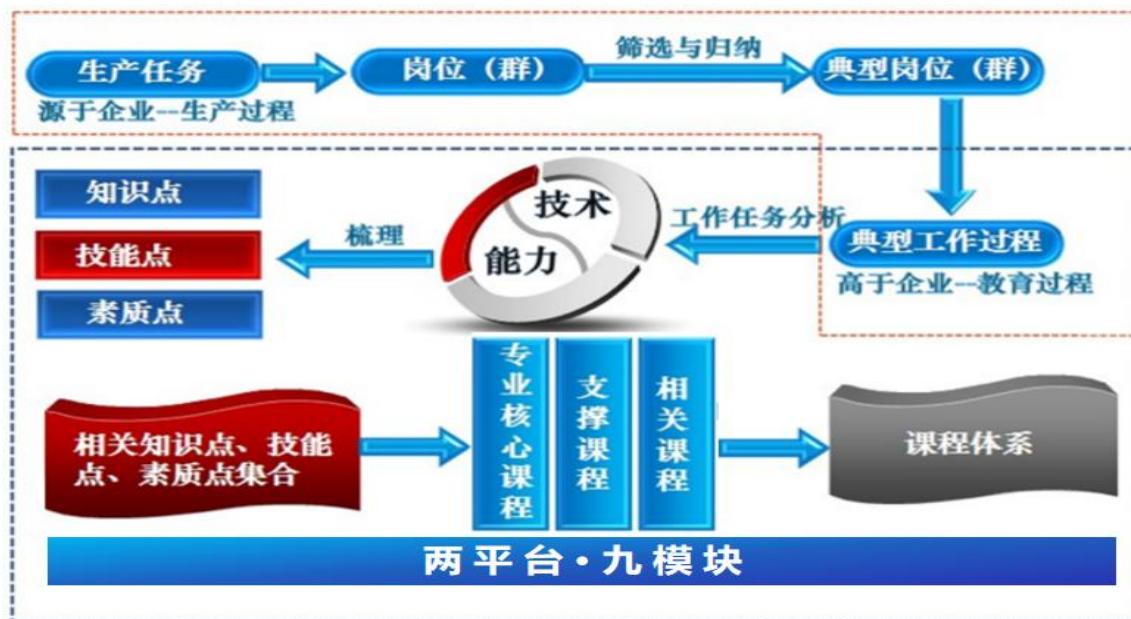 生产任务
岗位（群）
筛选与归纳
典型岗位（群）
源于企业--生产过程
知识点
技能点
素质点
梳理
技术
能力
工作任务分析
典型工作过程
高于企业--教育过程
相关知识点、技能
点、素质点集合
专业核心课程
支撑课程
相关课程
课程体系
两平台·九模块